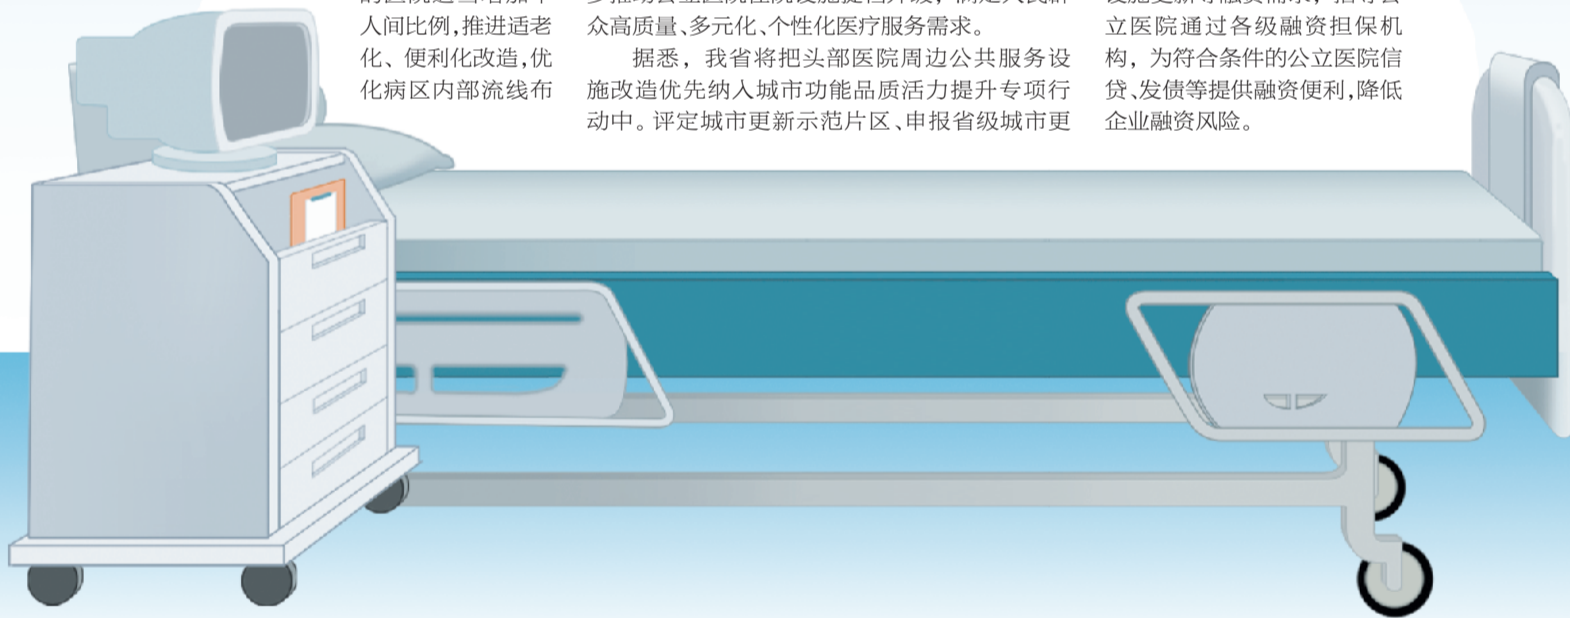 人间比例,推进适老
化、便利化改造,优
化病区内部流线布
众高质量、多元化、个性化医疗服务需求。
据悉，我省将把头部医院周边公共服务设
施改造优先纳入城市功能品质活力提升专项行
动中。评定城市更新示范片区、申报省级城市更
立医院通过各级融资担保机
构，为符合条件的公立医院信
贷、发债等提供融资便利,降低
企业融资风险。